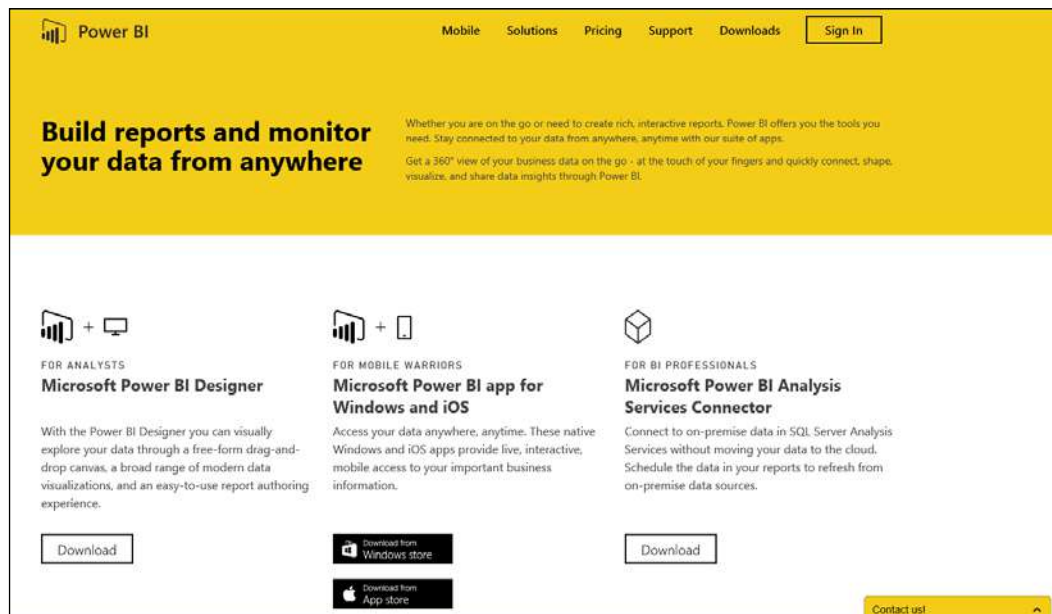 Power BI
Mobile Solutions Pricing Support Downloads Sign In
Build reports and monitor
your data from anywhere
Whether you are on the go or need to create rich, interactive reports, Power BI offers you the tools you
need. Stay connected to your data from anywhere, anytime with our suite of apps.
Get a 360° view of your business data on the go - at the touch of your fingers and quickly connect, shape,
visualize, and share data insights through Power BI.
FOR ANALYSTS
Microsoft Power BI Designer
With the Power BI Designer you can visually
explore your data through a free-form drag-and-
drop canvas, a broad range of modern data
visualizations, and an easy-to-use report authoring
experience.
Download
FOR MOBILE WARRIORS
Microsoft Power BI app for
Windows and iOS
Access your data anywhere, anytime. These native
Windows and iOS apps provide live, interactive,
mobile access to your important business
information.
Download from
Windows store
Download from
App store
FOR BI PROFESSIONALS
Microsoft Power BI Analysis
Services Connector
Connect to on-premise data in SQL Server Analysis
Services without moving your data to the cloud.
Schedule the data in your reports to refresh from
on-premise data sources.
Download
Contact us!